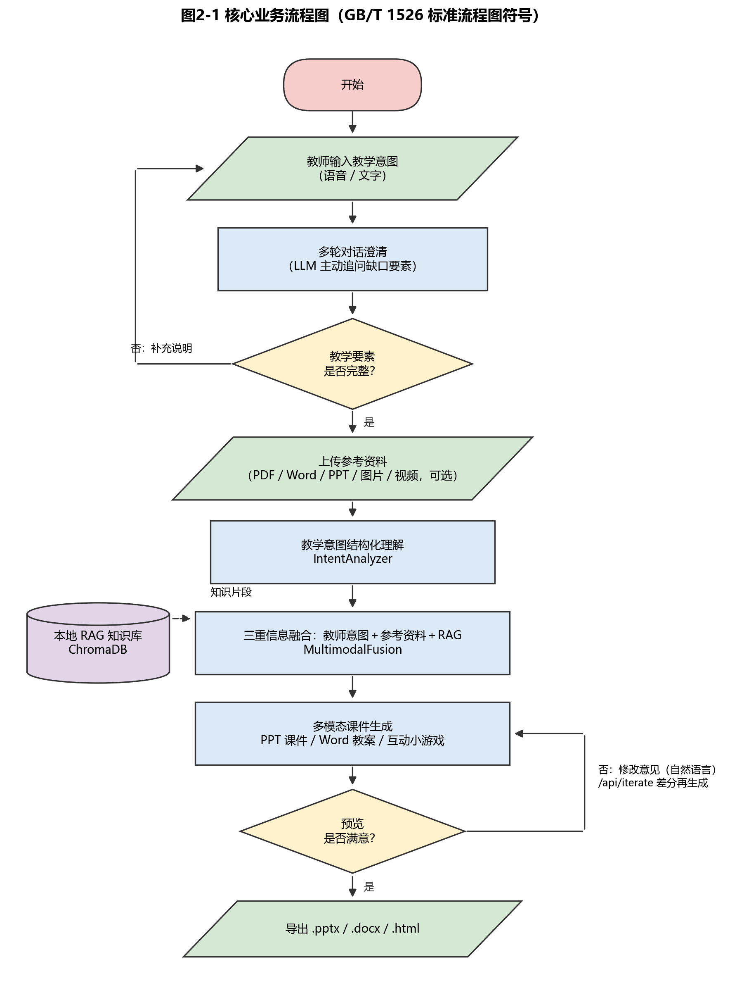 图2-1 核心业务流程图（GB/T 1526 标准流程图符号）
开始
教师输入教学意图
（语音 / 文字）
多轮对话澄清
（LLM 主动追问缺口要素）
否：补充说明
教学要素
是否完整？
是
上传参考资料
（PDF / Word / PPT / 图片 / 视频，可选）
教学意图结构化理解
IntentAnalyzer
知识片段
本地 RAG 知识库
ChromaDB
三重信息融合：教师意图 + 参考资料 + RAG
MultimodalFusion
多模态课件生成
PPT 课件 / Word 教案 / 互动小游戏
否：修改意见（自然语言）
/api/iterate 差分再生成
预览
是否满意？
是
导出 .pptx / .docx / .html